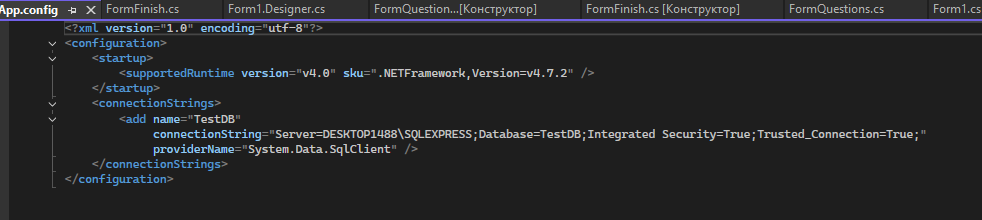 App.config FormFinish.cs Form1.Designer.cs FormQuestion...[Конструктор] FormFinish.cs [Конструктор] FormQuestions.cs Form1.cs
<?xml version="1.0" encoding="utf-8"?>
<configuration>
<startup>
<supportedRuntime version="v4.0" sku=".NETFramework,Version=v4.7.2" />
</startup>
<connectionStrings>
<add name="TestDB"
connectionString="Server=DESKTOP1488\SQLEXPRESS;Database=TestDB;Integrated Security=True;Trusted_Connection=True;"
providerName="System.Data.SqlClient" />
</connectionStrings>
</configuration>